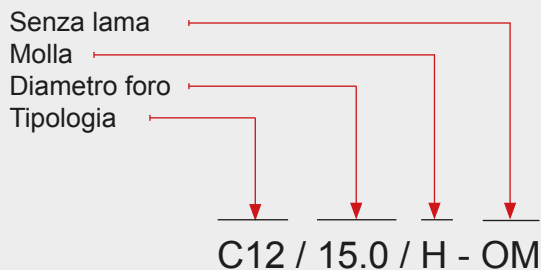 Senza lama
Molla
Diametro foro
Tipologia
C12 / 15.0 / H - OM